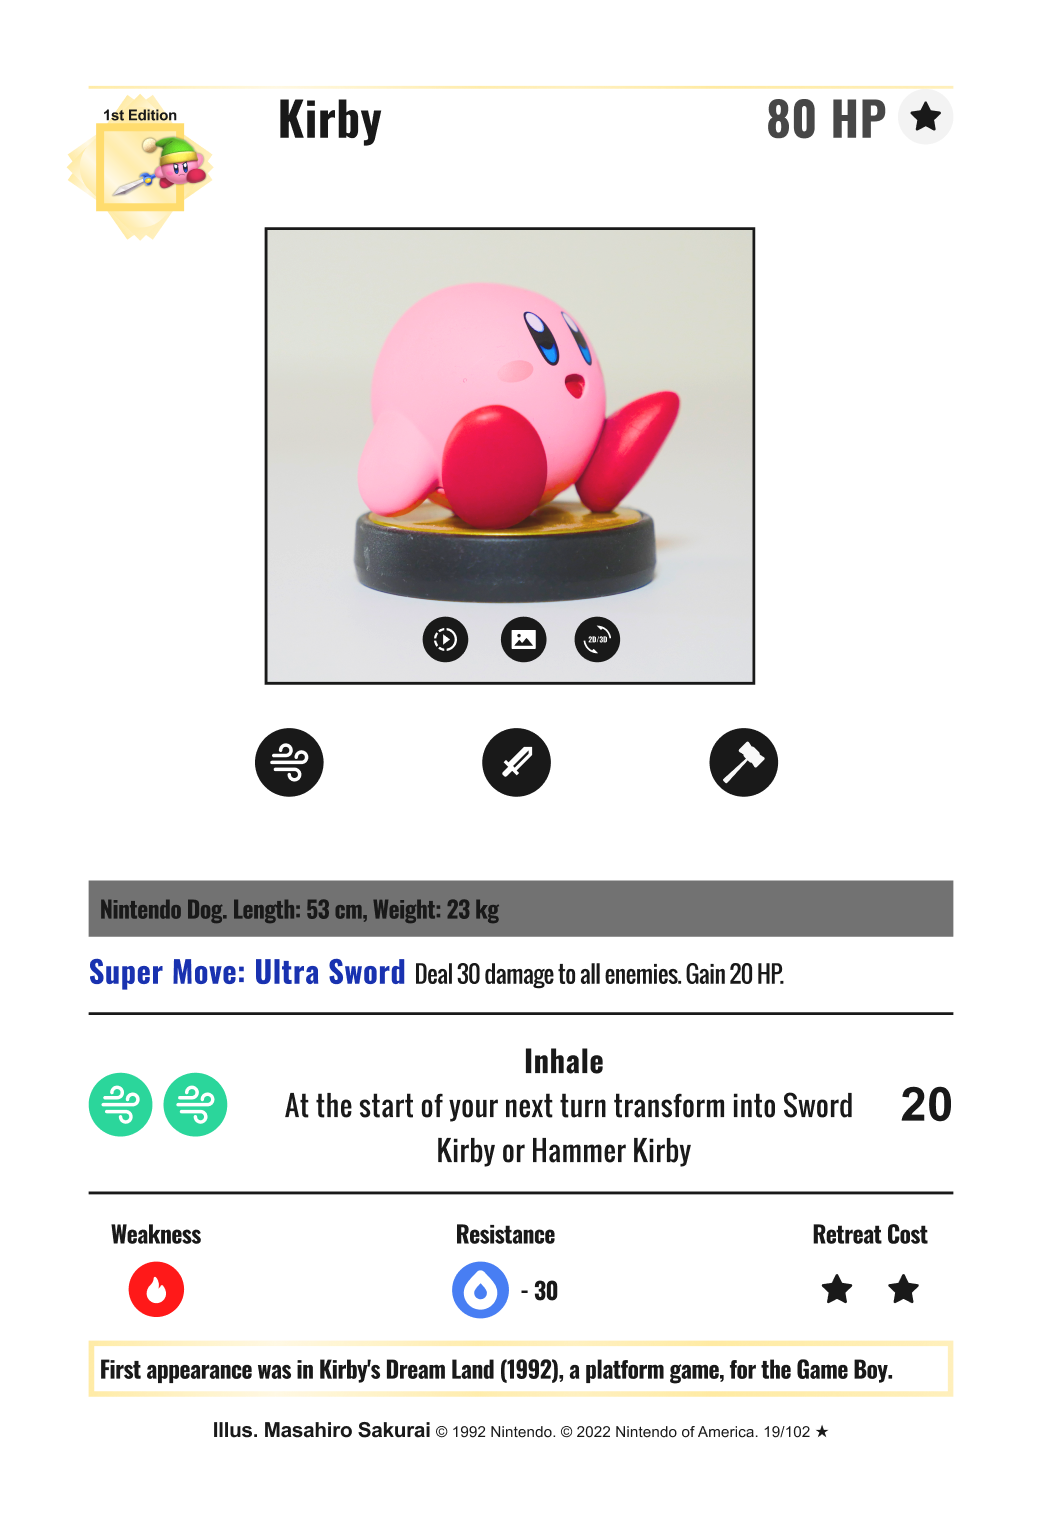 1st Edition
Kirby
80 HP
2D/3D
Nintendo Dog. Length: 53 cm, Weight: 23 kg
Super Move: Ultra Sword Deal 30 damage to all enemies. Gain 20 HP.
Inhale
At the start of your next turn transform into Sword
Kirby or Hammer Kirby
20
Weakness
Resistance
Retreat Cost
- 30
First appearance was in Kirby's Dream Land (1992), a platform game, for the Game Boy.
Illus. Masahiro Sakurai © 1992 Nintendo. © 2022 Nintendo of America. 19/102 ★